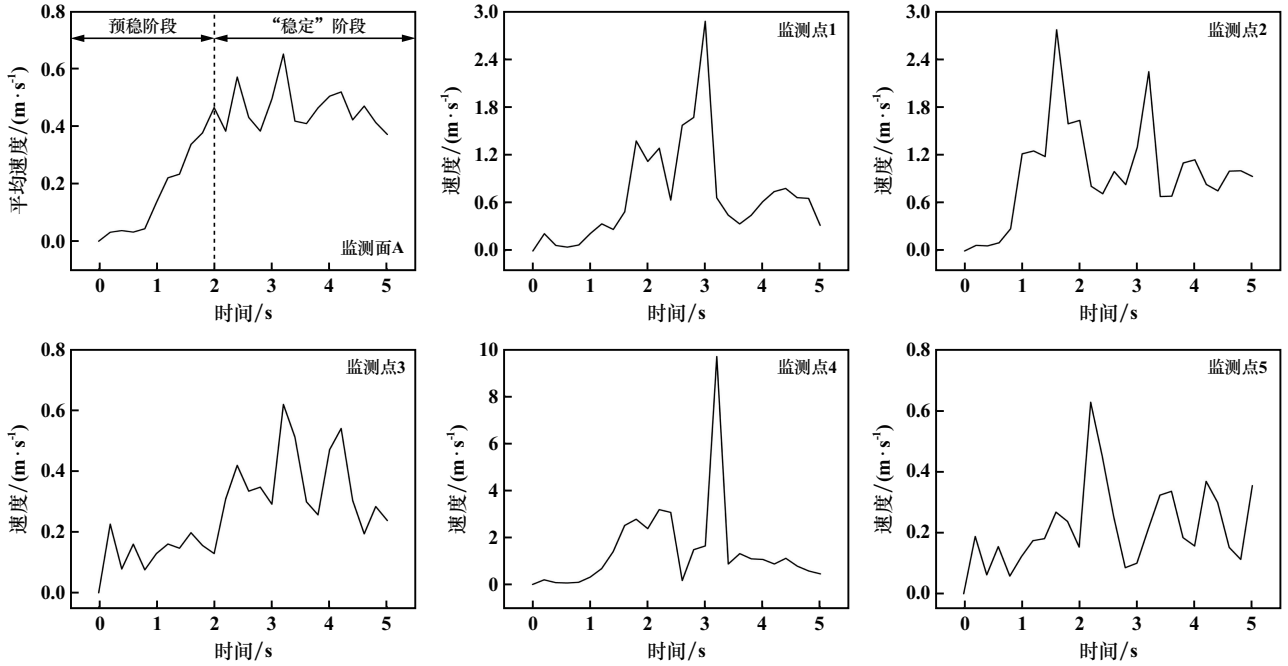 预稳阶段
“稳定”阶段
平均速度/(m·s⁻¹)
0.8
0.6
0.4
0.2
0.0
监测面A
0 1 2 3 4 5
时间/s
监测点1
速度/(m·s⁻¹)
3.0
2.4
1.8
1.2
0.6
0.0
0 1 2 3 4 5
时间/s
监测点2
速度/(m·s⁻¹)
3.0
2.4
1.8
1.2
0.6
0.0
0 1 2 3 4 5
时间/s
监测点3
速度/(m·s⁻¹)
0.8
0.6
0.4
0.2
0.0
0 1 2 3 4 5
时间/s
监测点4
速度/(m·s⁻¹)
10
8
6
4
2
0
0 1 2 3 4 5
时间/s
监测点5
速度/(m·s⁻¹)
0.8
0.6
0.4
0.2
0.0
0 1 2 3 4 5
时间/s